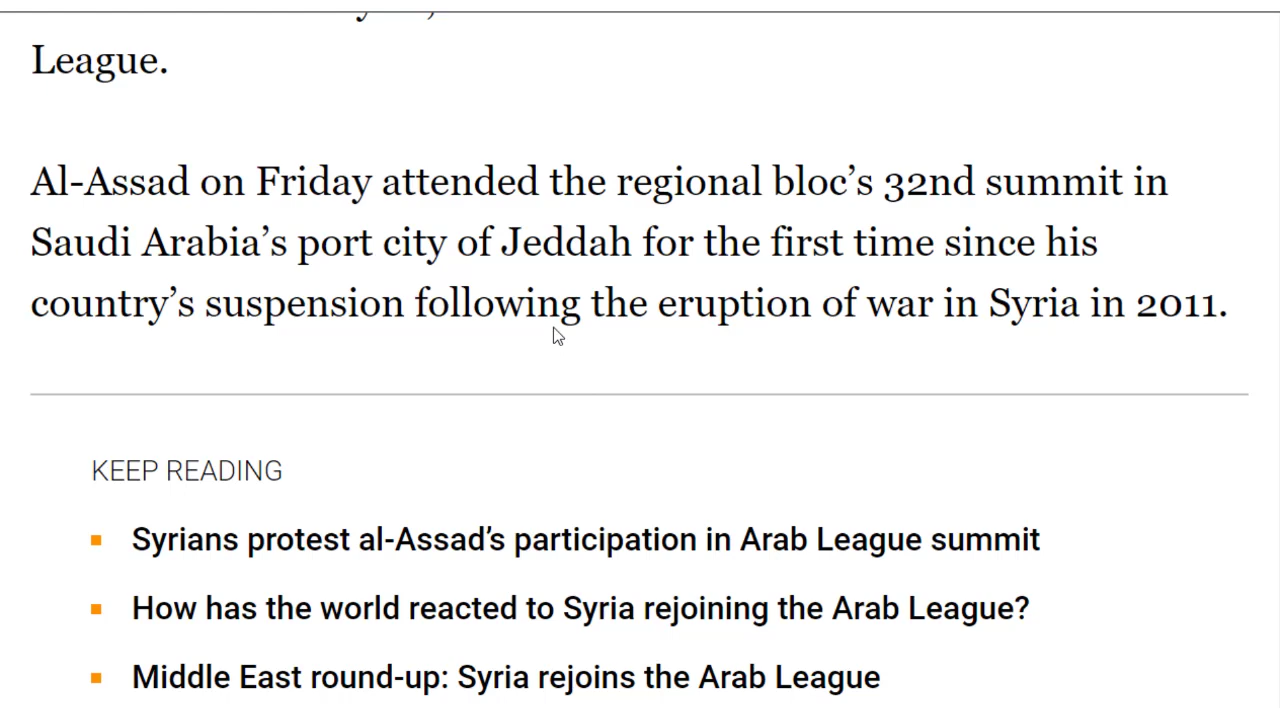 League.
Al-Assad on Friday attended the regional bloc’s 32nd summit in
Saudi Arabia’s port city of Jeddah for the first time since his
country’s suspension following the eruption of war in Syria in 2011.
KEEP READING
Syrians protest al-Assad’s participation in Arab League summit
How has the world reacted to Syria rejoining the Arab League?
Middle East round-up: Syria rejoins the Arab League